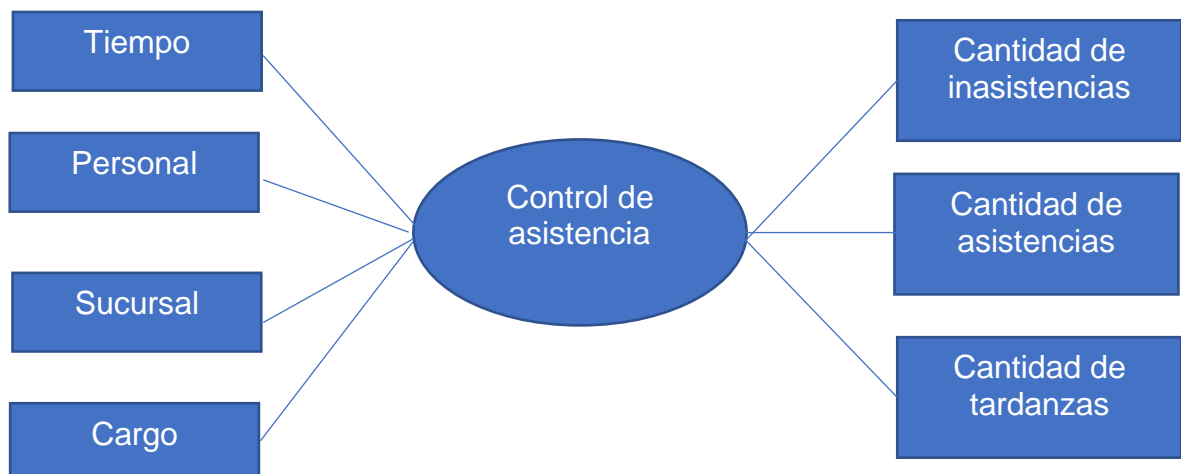 Tiempo
Personal
Sucursal
Cargo
Control de
asistencia
Cantidad de
inasistencias
Cantidad de
asistencias
Cantidad de
tardanzas